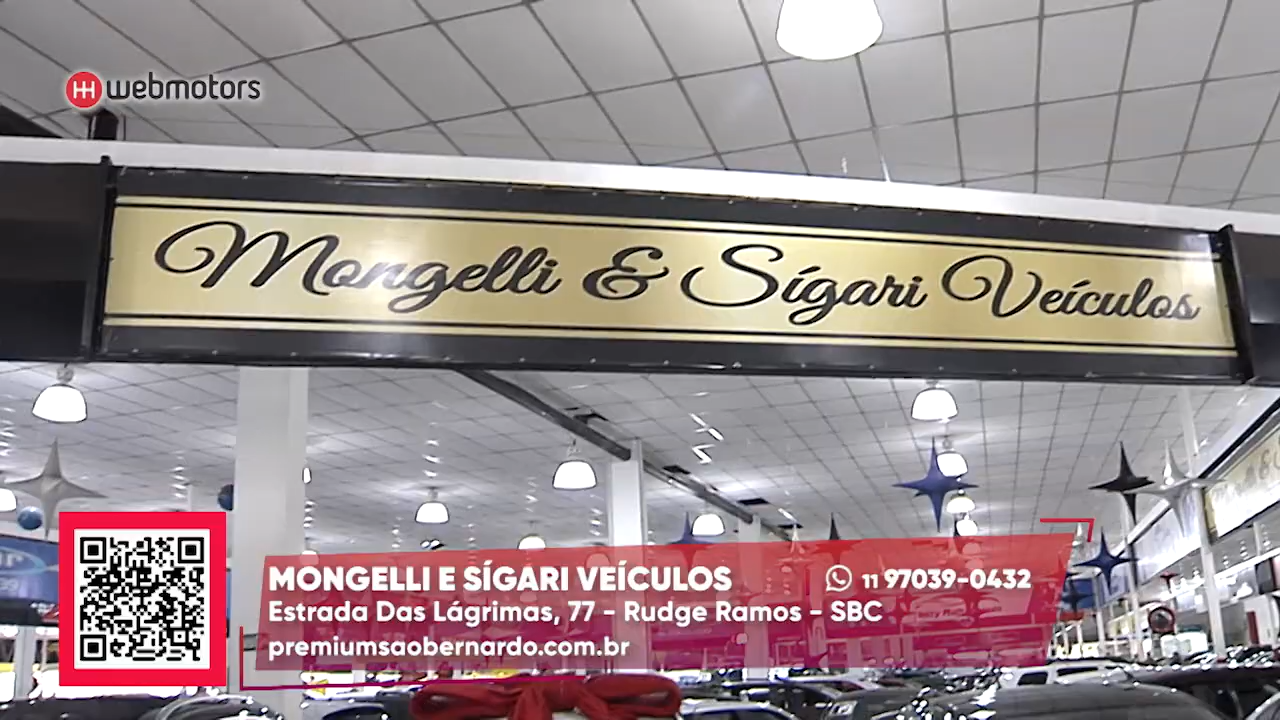 webmotors
Mongelli & Sígari Veículos
MONGELLI E SÍGARI VEÍCULOS
11 97039-0432
Estrada Das Lágrimas, 77 - Rudge Ramos - SBC
premiumsaobernardo.com.br